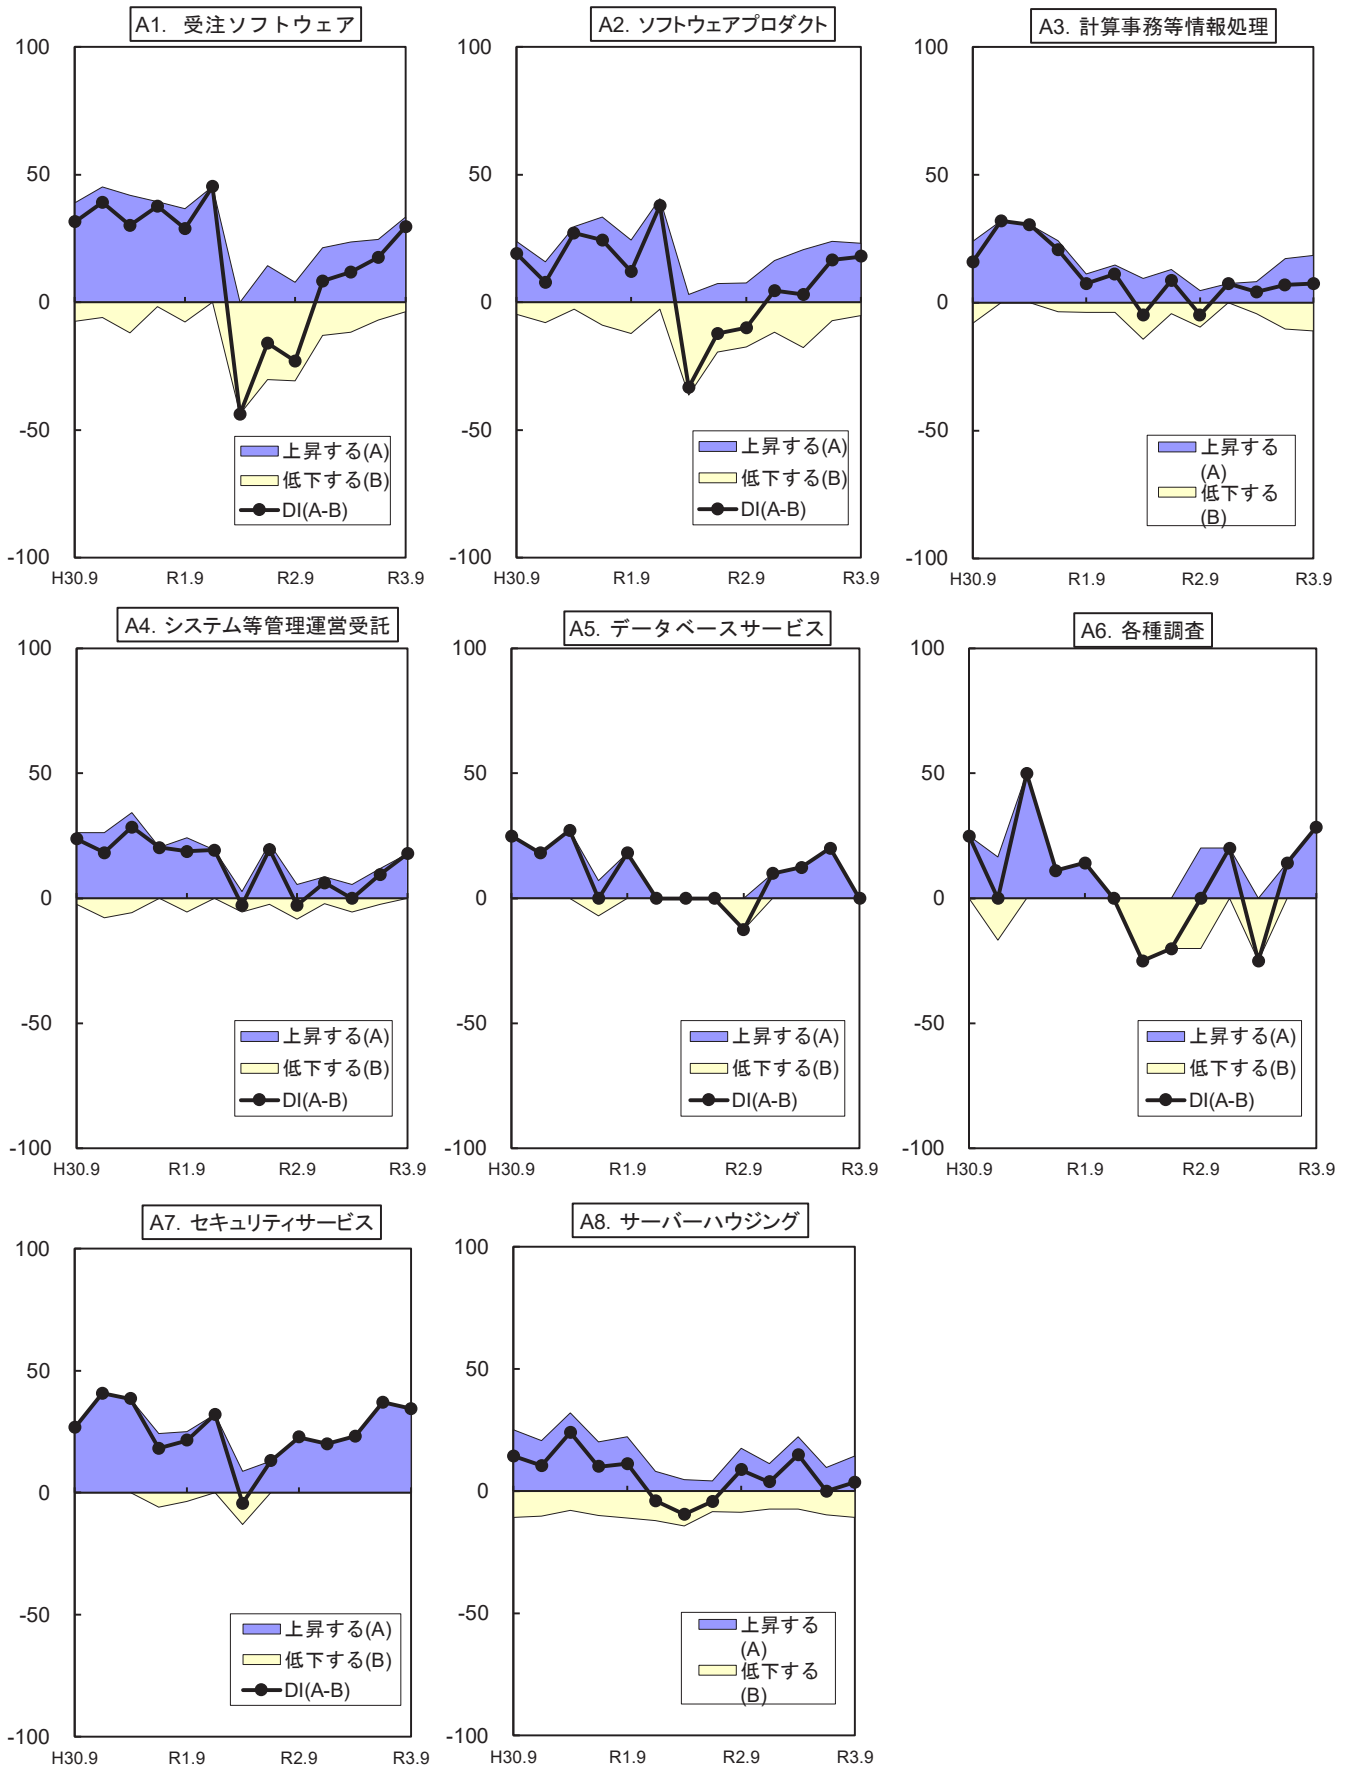 A1. 受注ソフトウェア
100
50
0
-50
-100
上昇する(A)
低下する(B)
DI(A-B)
H30.9
R1.9
R2.9
R3.9
A2. ソフトウェアプロダクト
100
50
0
-50
-100
上昇する(A)
低下する(B)
DI(A-B)
H30.9
R1.9
R2.9
R3.9
A3. 計算事務等情報処理
100
50
0
-50
-100
上昇する
(A)
低下する
(B)
H30.9
R1.9
R2.9
R3.9
A4. システム等管理運営受託
100
50
0
-50
-100
上昇する(A)
低下する(B)
DI(A-B)
H30.9
R1.9
R2.9
R3.9
A5. データベースサービス
100
50
0
-50
-100
上昇する(A)
低下する(B)
DI(A-B)
H30.9
R1.9
R2.9
R3.9
A6. 各種調査
100
50
0
-50
-100
上昇する(A)
低下する(B)
DI(A-B)
H30.9
R1.9
R2.9
R3.9
A7. セキュリティサービス
100
50
0
-50
-100
上昇する(A)
低下する(B)
DI(A-B)
H30.9
R1.9
R2.9
R3.9
A8. サーバーハウジング
100
50
0
-50
-100
上昇する
(A)
低下する
(B)
H30.9
R1.9
R2.9
R3.9